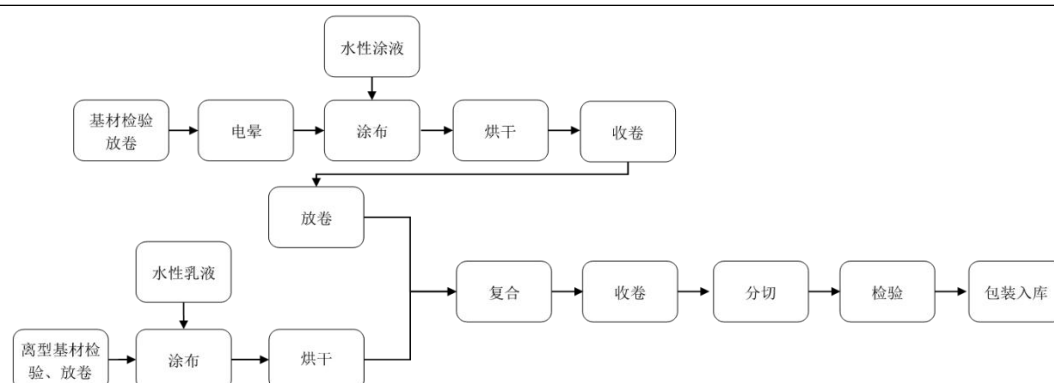 水性涂液
基材检验
放卷
电晕
涂布
烘干
收卷
放卷
水性乳液
复合
收卷
分切
检验
包装入库
离型基材检
验、放卷
涂布
烘干